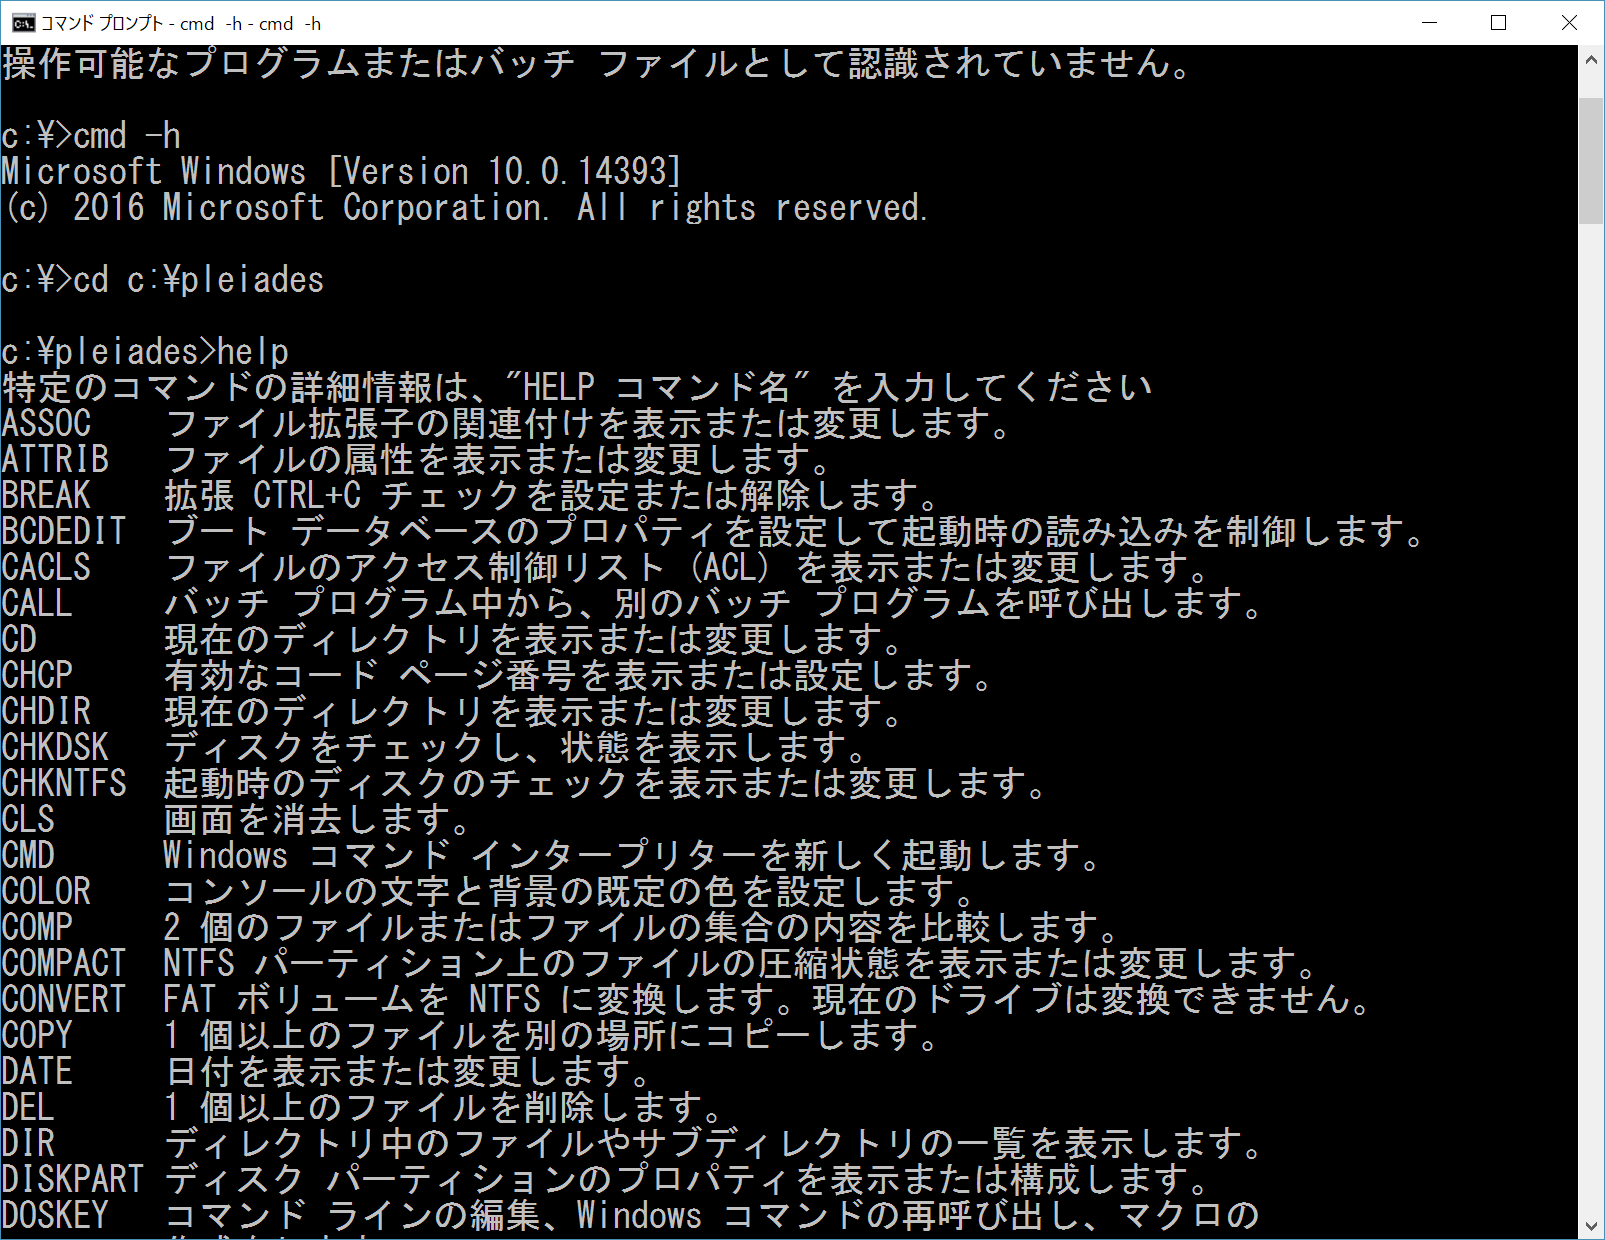 コマンド プロンプト - cmd  -h - cmd  -h
操作可能なプログラムまたはバッチ ファイルとして認識されていません。
c:¥>cmd -h
Microsoft Windows [Version 10.0.14393]
(c) 2016 Microsoft Corporation. All rights reserved.
c:¥>cd c:¥pleiades
c:¥pleiades>help
特定のコマンドの詳細情報は、"HELP コマンド名" を入力してください
ASSOC    ファイル拡張子の関連付けを表示または変更します。
ATTRIB   ファイルの属性を表示または変更します。
BREAK    拡張 CTRL+C チェックを設定または解除します。
BCDEDIT  ブート データベースのプロパティを設定して起動時の読み込みを制御します。
CACLS    ファイルのアクセス制御リスト (ACL) を表示または変更します。
CALL     バッチ プログラム中から、別のバッチ プログラムを呼び出します。
CD       現在のディレクトリを表示または変更します。
CHCP     有効なコード ページ番号を表示または設定します。
CHDIR    現在のディレクトリを表示または変更します。
CHKDSK   ディスクをチェックし、状態を表示します。
CHKNTFS  起動時のディスクのチェックを表示または変更します。
CLS      画面を消去します。
CMD      Windows コマンド インタープリターを新しく起動します。
COLOR    コンソールの文字と背景の既定の色を設定します。
COMP     2 個のファイルまたはファイルの集合の内容を比較します。
COMPACT  NTFS パーティション上のファイルの圧縮状態を表示または変更します。
CONVERT  FAT ボリュームを NTFS に変換します。現在のドライブは変換できません。
COPY     1 個以上のファイルを別の場所にコピーします。
DATE     日付を表示または変更します。
DEL      1 個以上のファイルを削除します。
DIR      ディレクトリ中のファイルやサブディレクトリの一覧を表示します。
DISKPART ディスク パーティションのプロパティを表示または構成します。
DOSKEY   コマンド ラインの編集、Windows コマンドの再呼び出し、マクロの